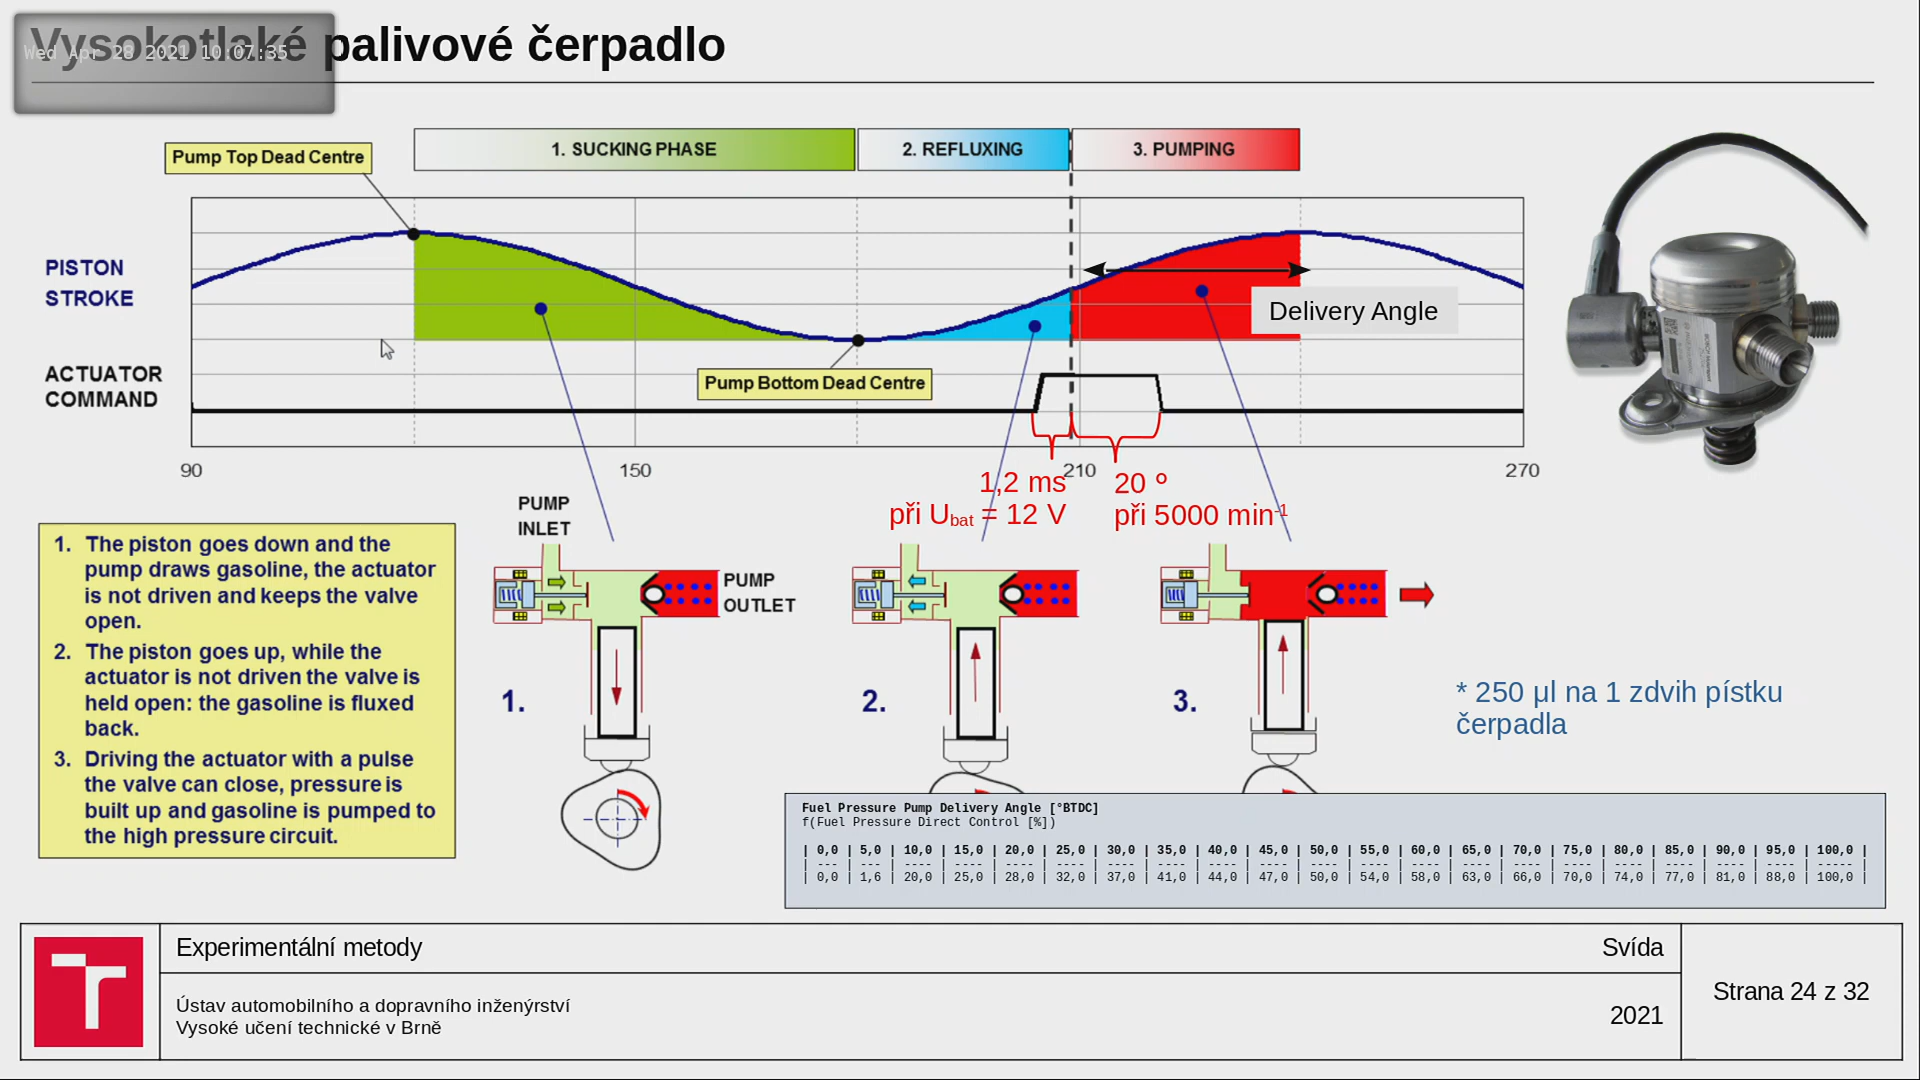 Vysokotlaké palivové čerpadlo
Wed Apr 28 2021 10:07:35
1. SUCKING PHASE
2. REFLUXING
3. PUMPING
Pump Top Dead Centre
PISTON
STROKE
Delivery Angle
ACTUATOR
COMMAND
Pump Bottom Dead Centre
90
150
210
270
1,2 ms
při Ubat = 12 V
20 °
při 5000 min-1
PUMP
INLET
PUMP
OUTLET
1. The piston goes down and the
pump draws gasoline, the actuator
is not driven and keeps the valve
open.
2. The piston goes up, while the
actuator is not driven the valve is
held open: the gasoline is fluxed
back.
3. Driving the actuator with a pulse
the valve can close, pressure is
built up and gasoline is pumped to
the high pressure circuit.
1.
2.
3.
* 250 µl na 1 zdvih pístku
čerpadla
Fuel Pressure Pump Delivery Angle [°BTDC]
f(Fuel Pressure Direct Control [%])
| 0,0 | 5,0 | 10,0 | 15,0 | 20,0 | 25,0 | 30,0 | 35,0 | 40,0 | 45,0 | 50,0 | 55,0 | 60,0 | 65,0 | 70,0 | 75,0 | 80,0 | 85,0 | 90,0 | 95,0 | 100,0 |
| --- | --- | ---- | ---- | ---- | ---- | ---- | ---- | ---- | ---- | ---- | ---- | ---- | ---- | ---- | ---- | ---- | ---- | ---- | ---- | ----- |
| 0,0 | 1,6 | 20,0 | 25,0 | 28,0 | 32,0 | 37,0 | 41,0 | 44,0 | 47,0 | 50,0 | 54,0 | 58,0 | 63,0 | 66,0 | 70,0 | 74,0 | 77,0 | 81,0 | 88,0 | 100,0 |
Experimentální metody
Svída
Ústav automobilního a dopravního inženýrství
Vysoké učení technické v Brně
2021
Strana 24 z 32